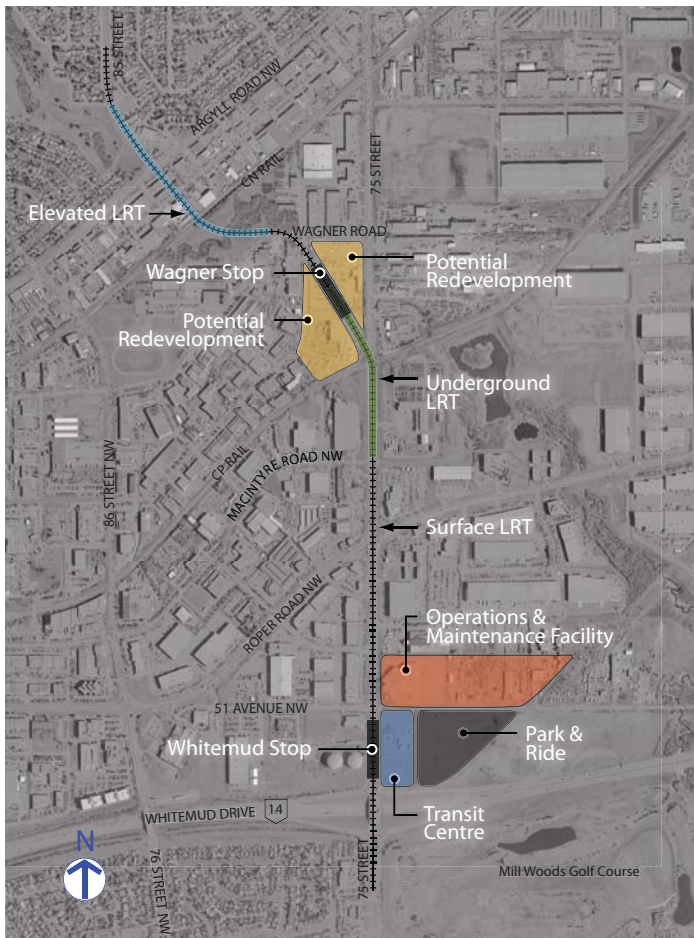 85 STREET
ARGYLL ROAD NW
CN RAIL
75 STREET
Elevated LRT
WAGNER ROAD
Wagner Stop
Potential
Redevelopment
Potential
Redevelopment
Underground
LRT
CP RAIL
MACINTYRE ROAD NW
86 STREET NW
Surface LRT
ROPER ROAD NW
Operations &
Maintenance Facility
51 AVENUE NW
Whitemud Stop
Park &
Ride
WHITEMUD DRIVE
14
Transit
Centre
N
76 STREET NW
75 STREET
Mill Woods Golf Course